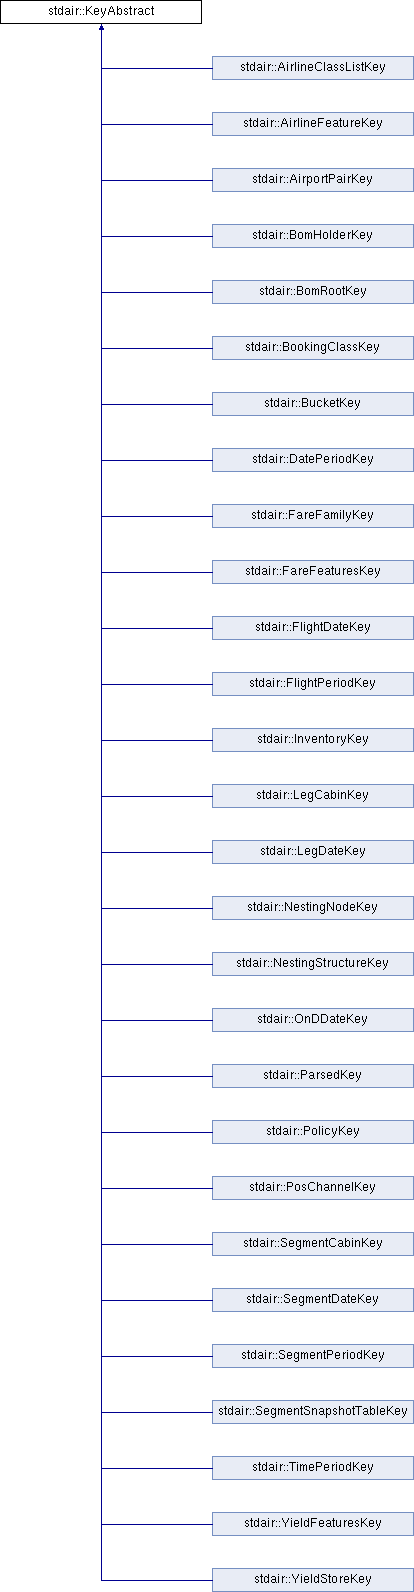 stdair::KeyAbstract
stdair::AirlineClassListKey
stdair::AirlineFeatureKey
stdair::AirportPairKey
stdair::BomHolderKey
stdair::BomRootKey
stdair::BookingClassKey
stdair::BucketKey
stdair::DatePeriodKey
stdair::FareFamilyKey
stdair::FareFeaturesKey
stdair::FlightDateKey
stdair::FlightPeriodKey
stdair::InventoryKey
stdair::LegCabinKey
stdair::LegDateKey
stdair::NestingNodeKey
stdair::NestingStructureKey
stdair::OnDDateKey
stdair::ParsedKey
stdair::PolicyKey
stdair::PosChannelKey
stdair::SegmentCabinKey
stdair::SegmentDateKey
stdair::SegmentPeriodKey
stdair::SegmentSnapshotTableKey
stdair::TimePeriodKey
stdair::YieldFeaturesKey
stdair::YieldStoreKey